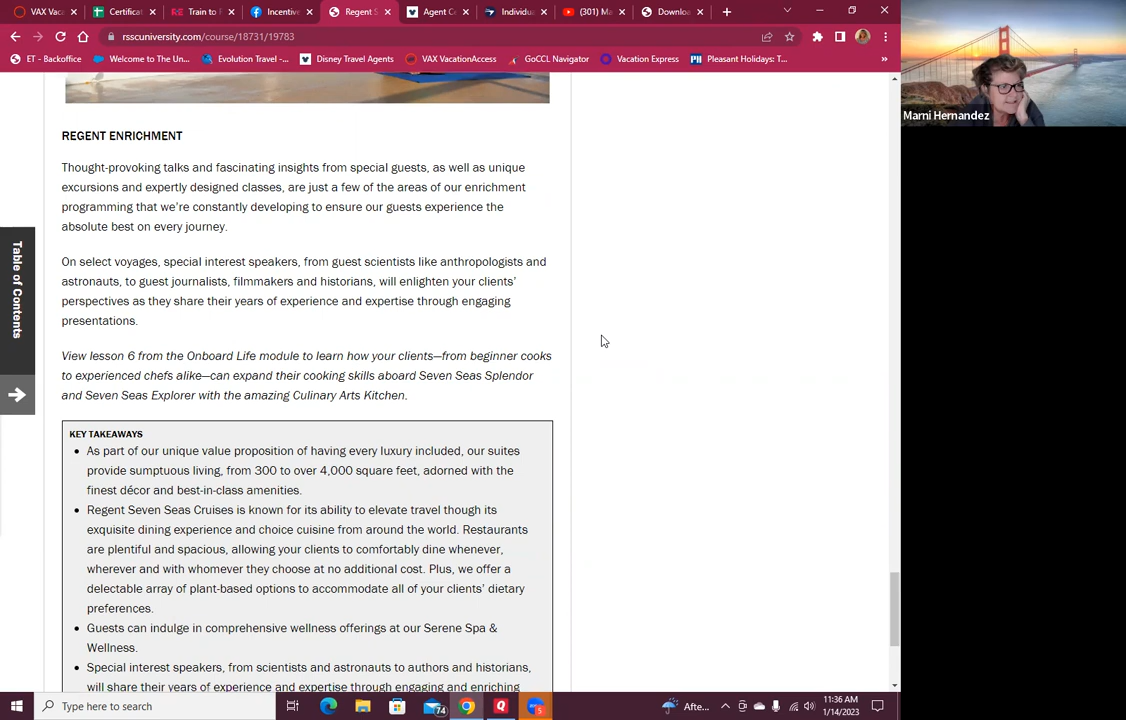 VAX Vaca
Certificat
Train to
Incentive
Regent S
Agent Ce
Individua
(301) Ma
Downloa
rsscuniversity.com/course/18731/19783
ET - Backoffice
Welcome to The Un...
Evolution Travel -...
Disney Travel Agents
VAX VacationAccess
GoCCL Navigator
Vacation Express
Pleasant Holidays: T...
Marni Hernandez
Table of Contents
REGENT ENRICHMENT
Thought-provoking talks and fascinating insights from special guests, as well as unique
excursions and expertly designed classes, are just a few of the areas of our enrichment
programming that we're constantly developing to ensure our guests experience the
absolute best on every journey.
On select voyages, special interest speakers, from guest scientists like anthropologists and
astronauts, to guest journalists, filmmakers and historians, will enlighten your clients'
perspectives as they share their years of experience and expertise through engaging
presentations.
View lesson 6 from the Onboard Life module to learn how your clients—from beginner cooks
to experienced chefs alike—can expand their cooking skills aboard Seven Seas Splendor
and Seven Seas Explorer with the amazing Culinary Arts Kitchen.
KEY TAKEAWAYS
• As part of our unique value proposition of having every luxury included, our suites
provide sumptuous living, from 300 to over 4,000 square feet, adorned with the
finest décor and best-in-class amenities.
• Regent Seven Seas Cruises is known for its ability to elevate travel though its
exquisite dining experience and choice cuisine from around the world. Restaurants
are plentiful and spacious, allowing your clients to comfortably dine whenever,
wherever and with whomever they choose at no additional cost. Plus, we offer a
delectable array of plant-based options to accommodate all of your clients' dietary
preferences.
• Guests can indulge in comprehensive wellness offerings at our Serene Spa &
Wellness.
• Special interest speakers, from scientists and astronauts to authors and historians,
will share their years of experience and expertise through engaging and enriching
Type here to search
74
5
Afte...
11:36 AM
1/14/2023